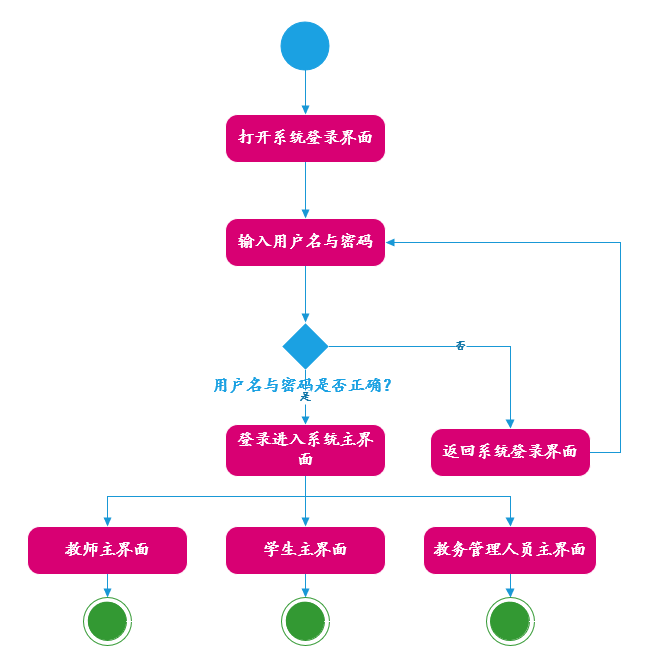 打开系统登录界面
输入用户名与密码
否
用户名与密码是否正确?
是
登录进入系统主界
面
返回系统登录界面
教师主界面
学生主界面
教务管理人员主界面